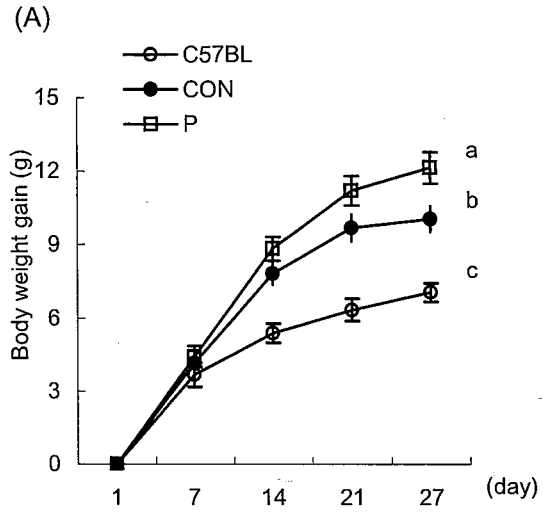 (A)
C57BL
CON
P
Body weight gain (g)
15
12
9
6
3
0
a
b
c
1 7 14 21 27 (day)